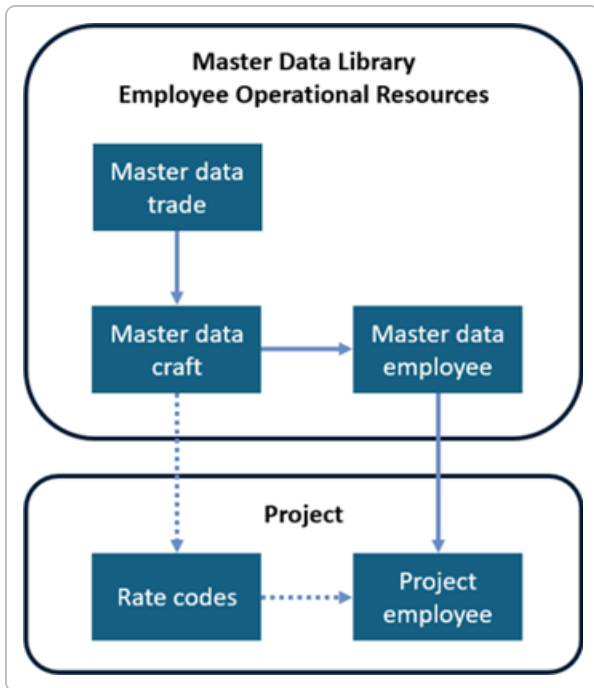 Master Data Library
Employee Operational Resources
Master data
trade
Master data
craft
Master data
employee
Project
Rate codes
Project
employee